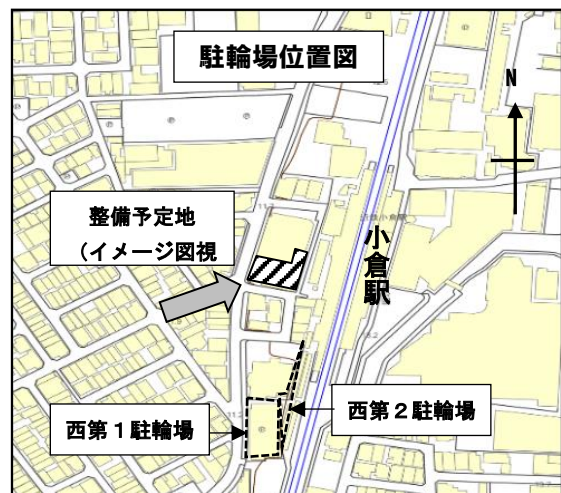 駐輪場位置図
N
整備予定地
（イメージ図視
小倉駅
西第１駐輪場
西第２駐輪場